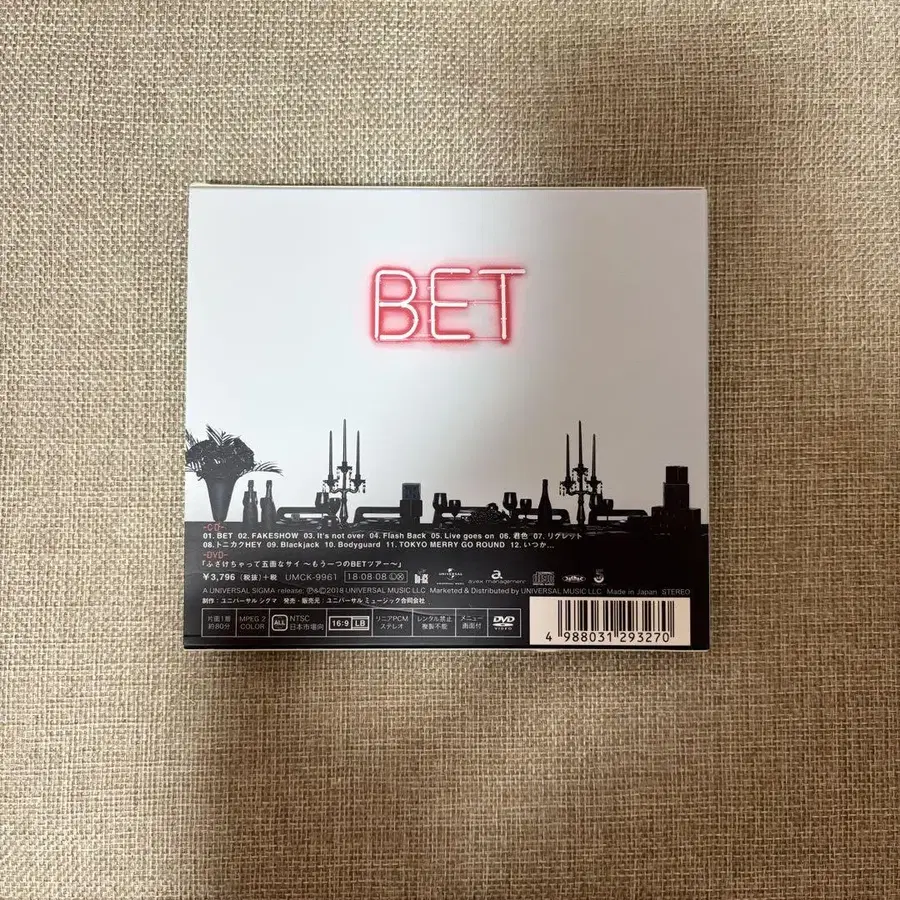 BET
-CD-
01. BET 02. FAKESHOW 03. It's not over 04. Flash Back 05. Live goes on 06. 君色 07. リグレット
08. トニカクHEY 09. Blackjack 10. Bodyguard 11. TOKYO MERRY GO ROUND 12. いつか...
-DVD-
「ふざけちゃって五面なサイ 〜もう一つのBETツアー〜」
¥3,796 (税抜)+税 UMCK-9961 18・08・08 avex management
A UNIVERSAL SIGMA release; ℗&©2018 UNIVERSAL MUSIC LLC Marketed & Distributed by UNIVERSAL MUSIC LLC Made in Japan STEREO
制作：ユニバーサル シグマ 発売・販売元：ユニバーサル ミュージック合同会社
片面1層 約80分 MPEG 2 COLOR ALL NTSC 日本市場向 16:9 LB リニアPCM ステレオ レンタル禁止 複製不能 メニュー 画面付 DVD VIDEO
4 988031 293270